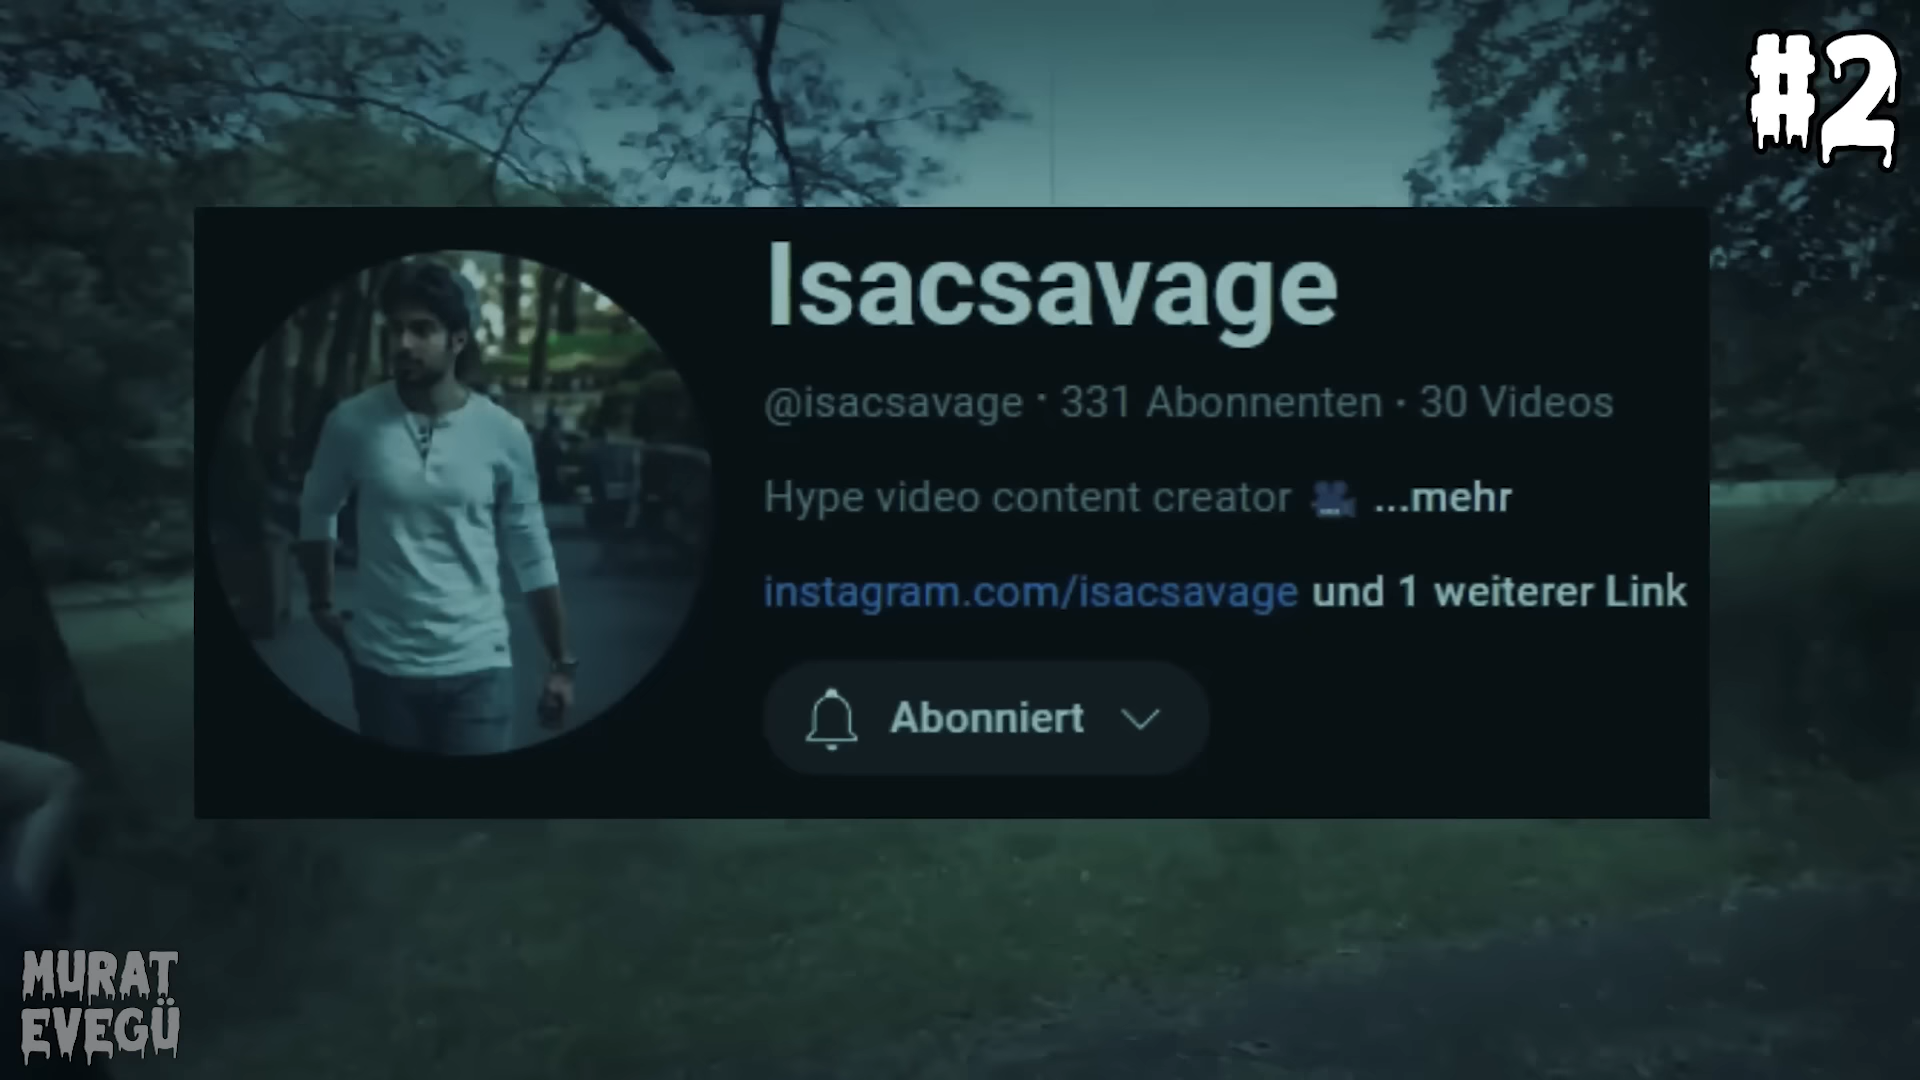 #2
Isacsavage
@isacsavage · 331 Abonnenten · 30 Videos
Hype video content creator 🎥 ...mehr
instagram.com/isacsavage und 1 weiterer Link
Abonniert
MURAT
EVEGÜ